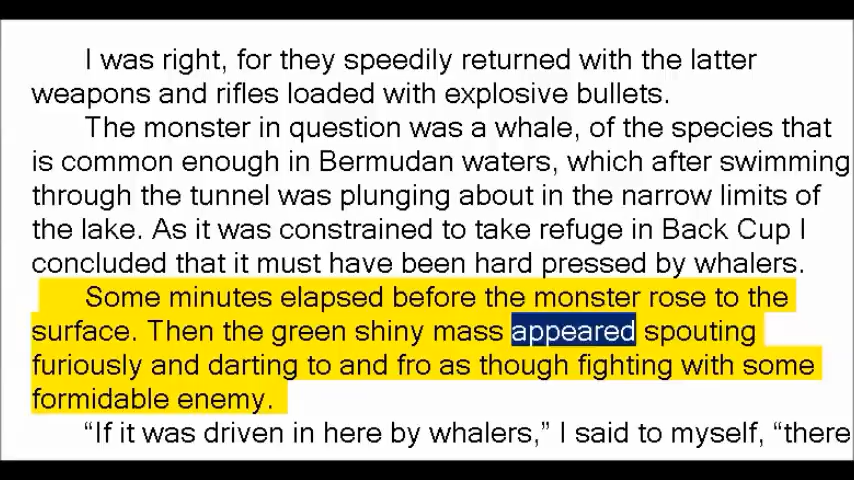 I was right, for they speedily returned with the latter
weapons and rifles loaded with explosive bullets.
The monster in question was a whale, of the species that
is common enough in Bermudan waters, which after swimming
through the tunnel was plunging about in the narrow limits of
the lake. As it was constrained to take refuge in Back Cup I
concluded that it must have been hard pressed by whalers.
Some minutes elapsed before the monster rose to the
surface. Then the green shiny mass appeared spouting
furiously and darting to and fro as though fighting with some
formidable enemy.
“If it was driven in here by whalers,” I said to myself, “there